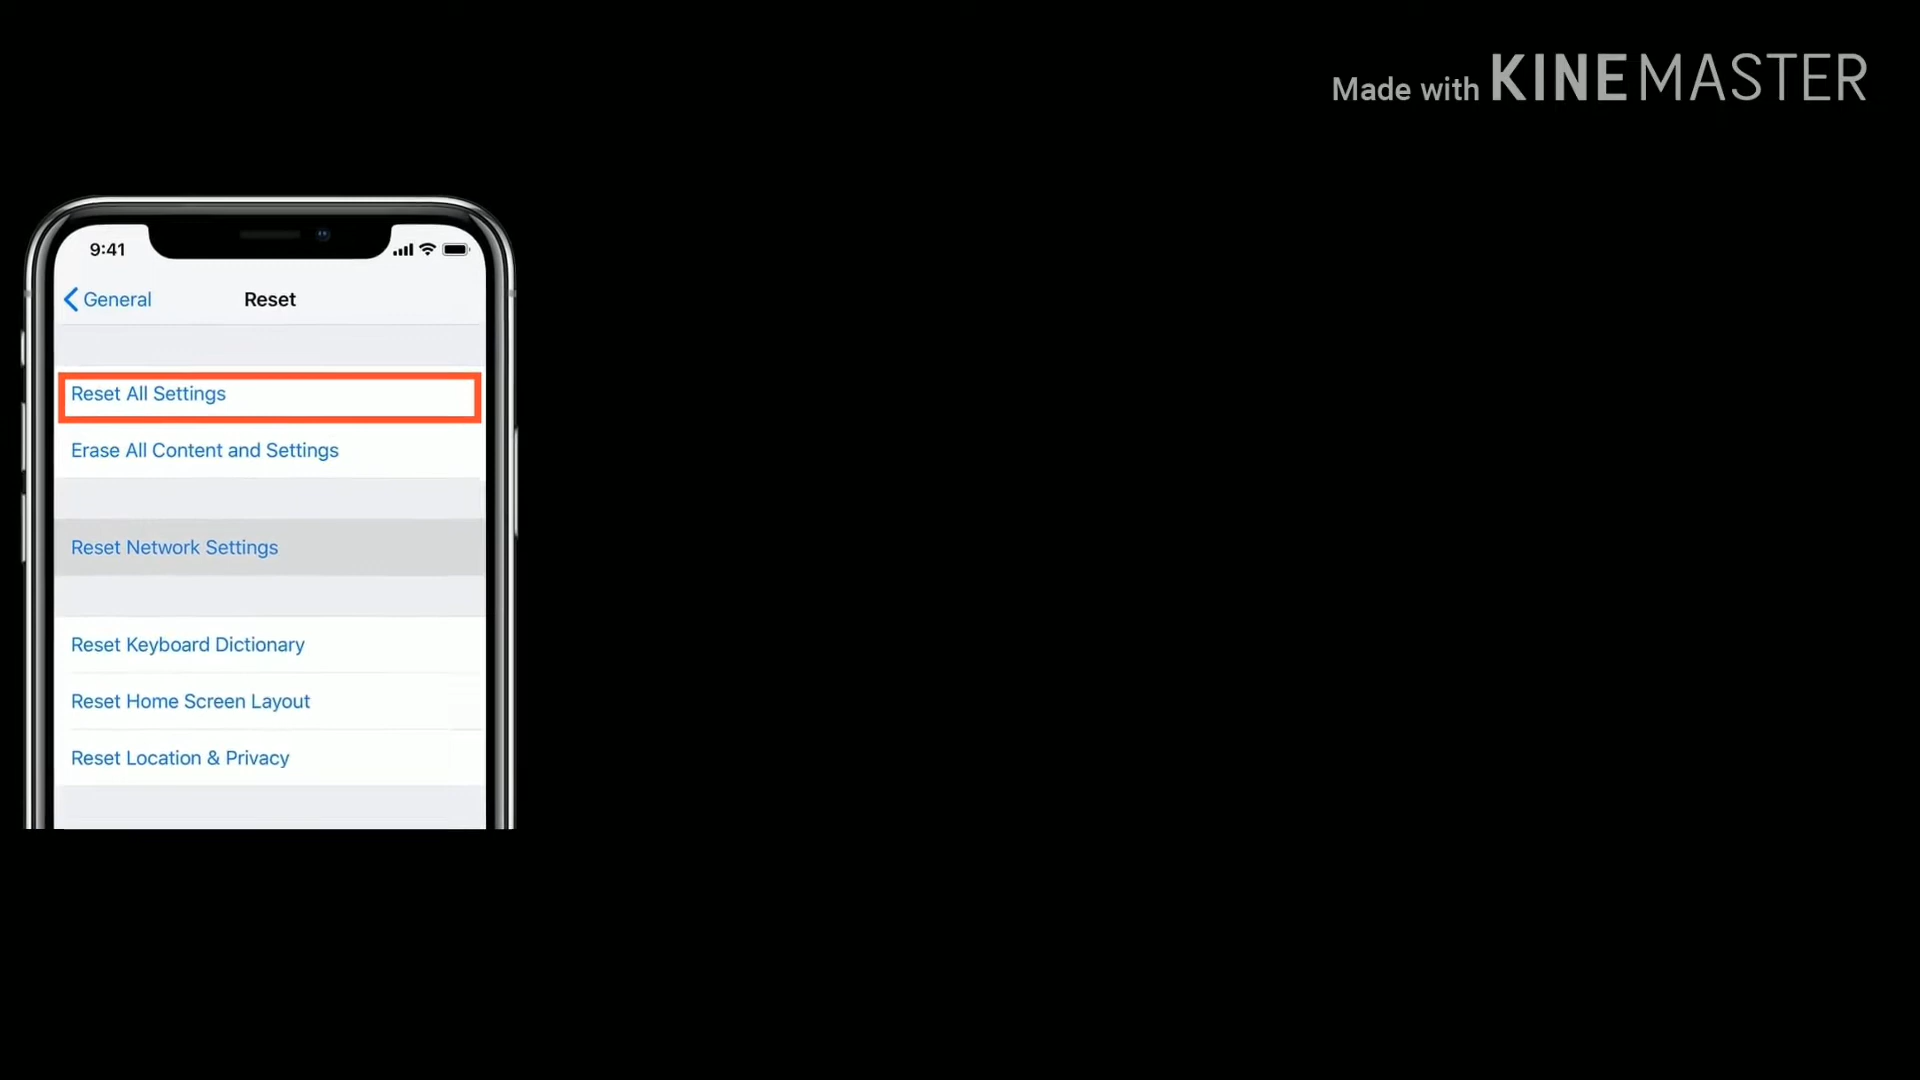 Made with KINEMASTER
9:41
General Reset
Reset All Settings
Erase All Content and Settings
Reset Network Settings
Reset Keyboard Dictionary
Reset Home Screen Layout
Reset Location & Privacy